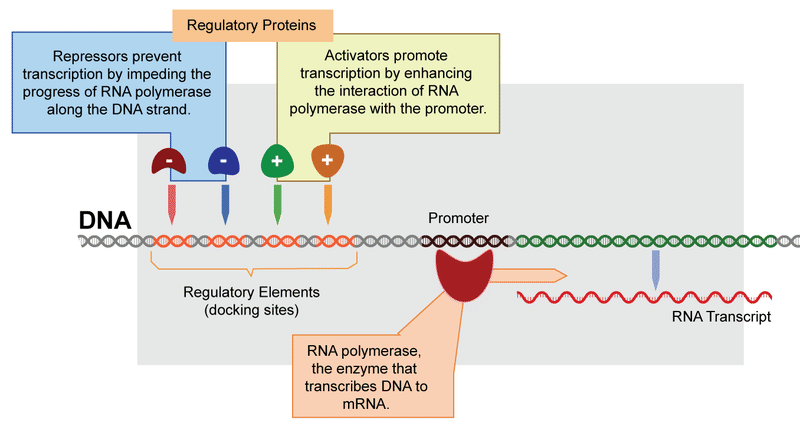 Regulatory Proteins
Repressors prevent
transcription by impeding the
progress of RNA polymerase
along the DNA strand.
Activators promote
transcription by enhancing
the interaction of RNA
polymerase with the promoter.
- - + +
DNA
Promoter
Regulatory Elements
(docking sites)
RNA Transcript
RNA polymerase,
the enzyme that
transcribes DNA to
mRNA.